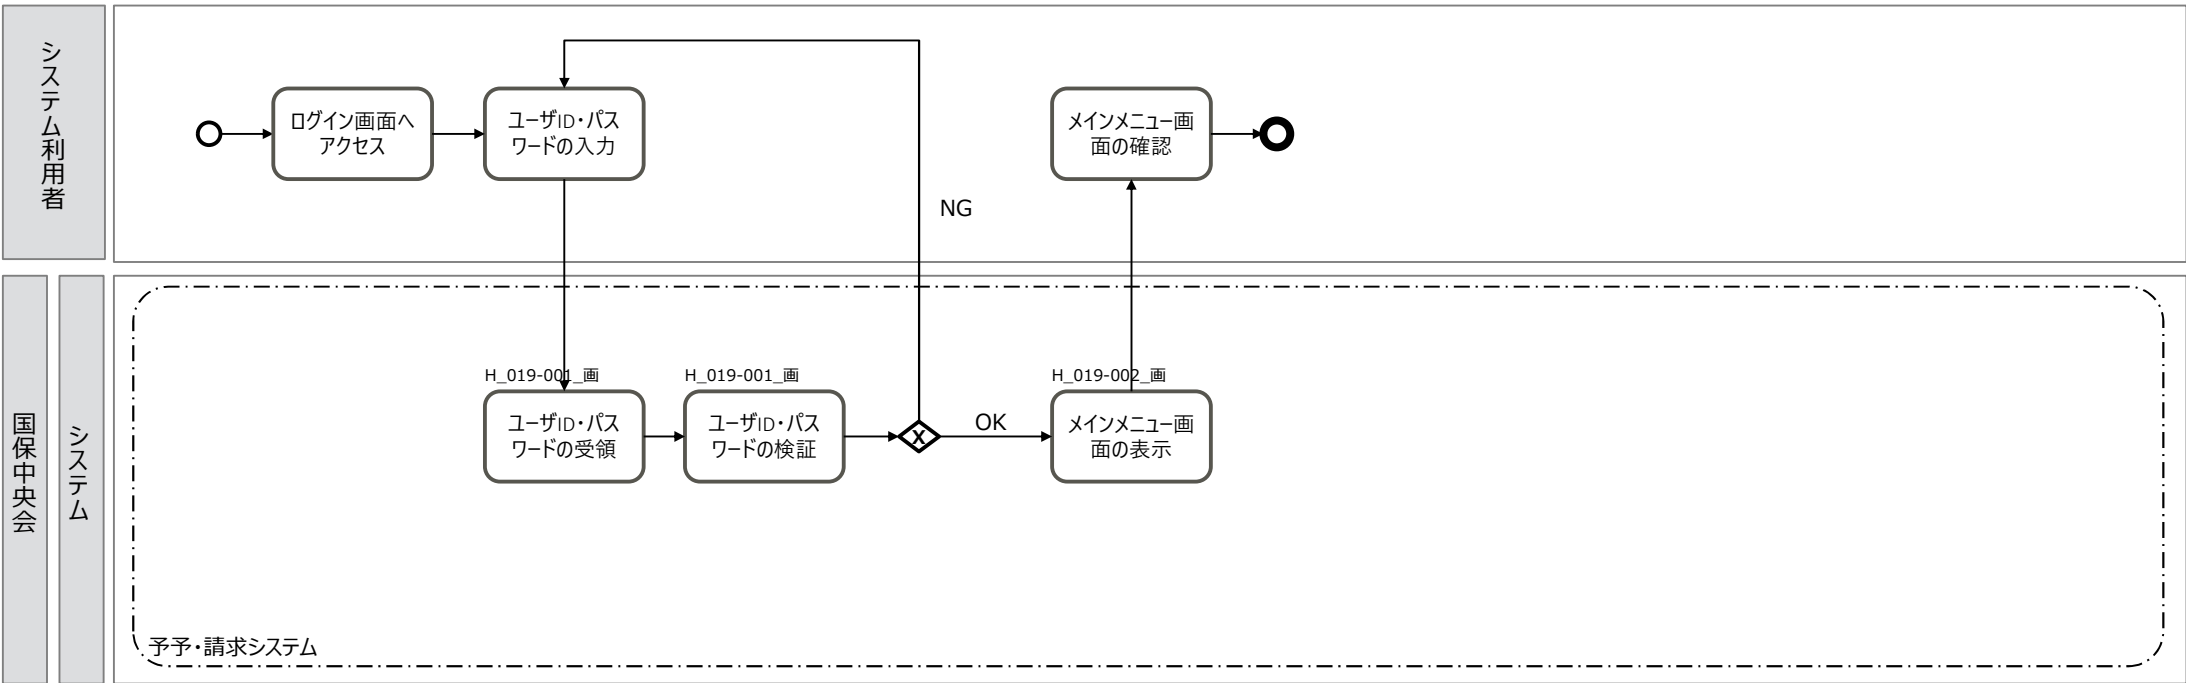 システム利用者
ログイン画面へ
アクセス
ユーザID・パス
ワードの入力
メインメニュー画
面の確認
NG
国保中央会
システム
H_019-001_画
ユーザID・パス
ワードの受領
H_019-001_画
ユーザID・パス
ワードの検証
X
OK
H_019-002_画
メインメニュー画
面の表示
予予・請求システム